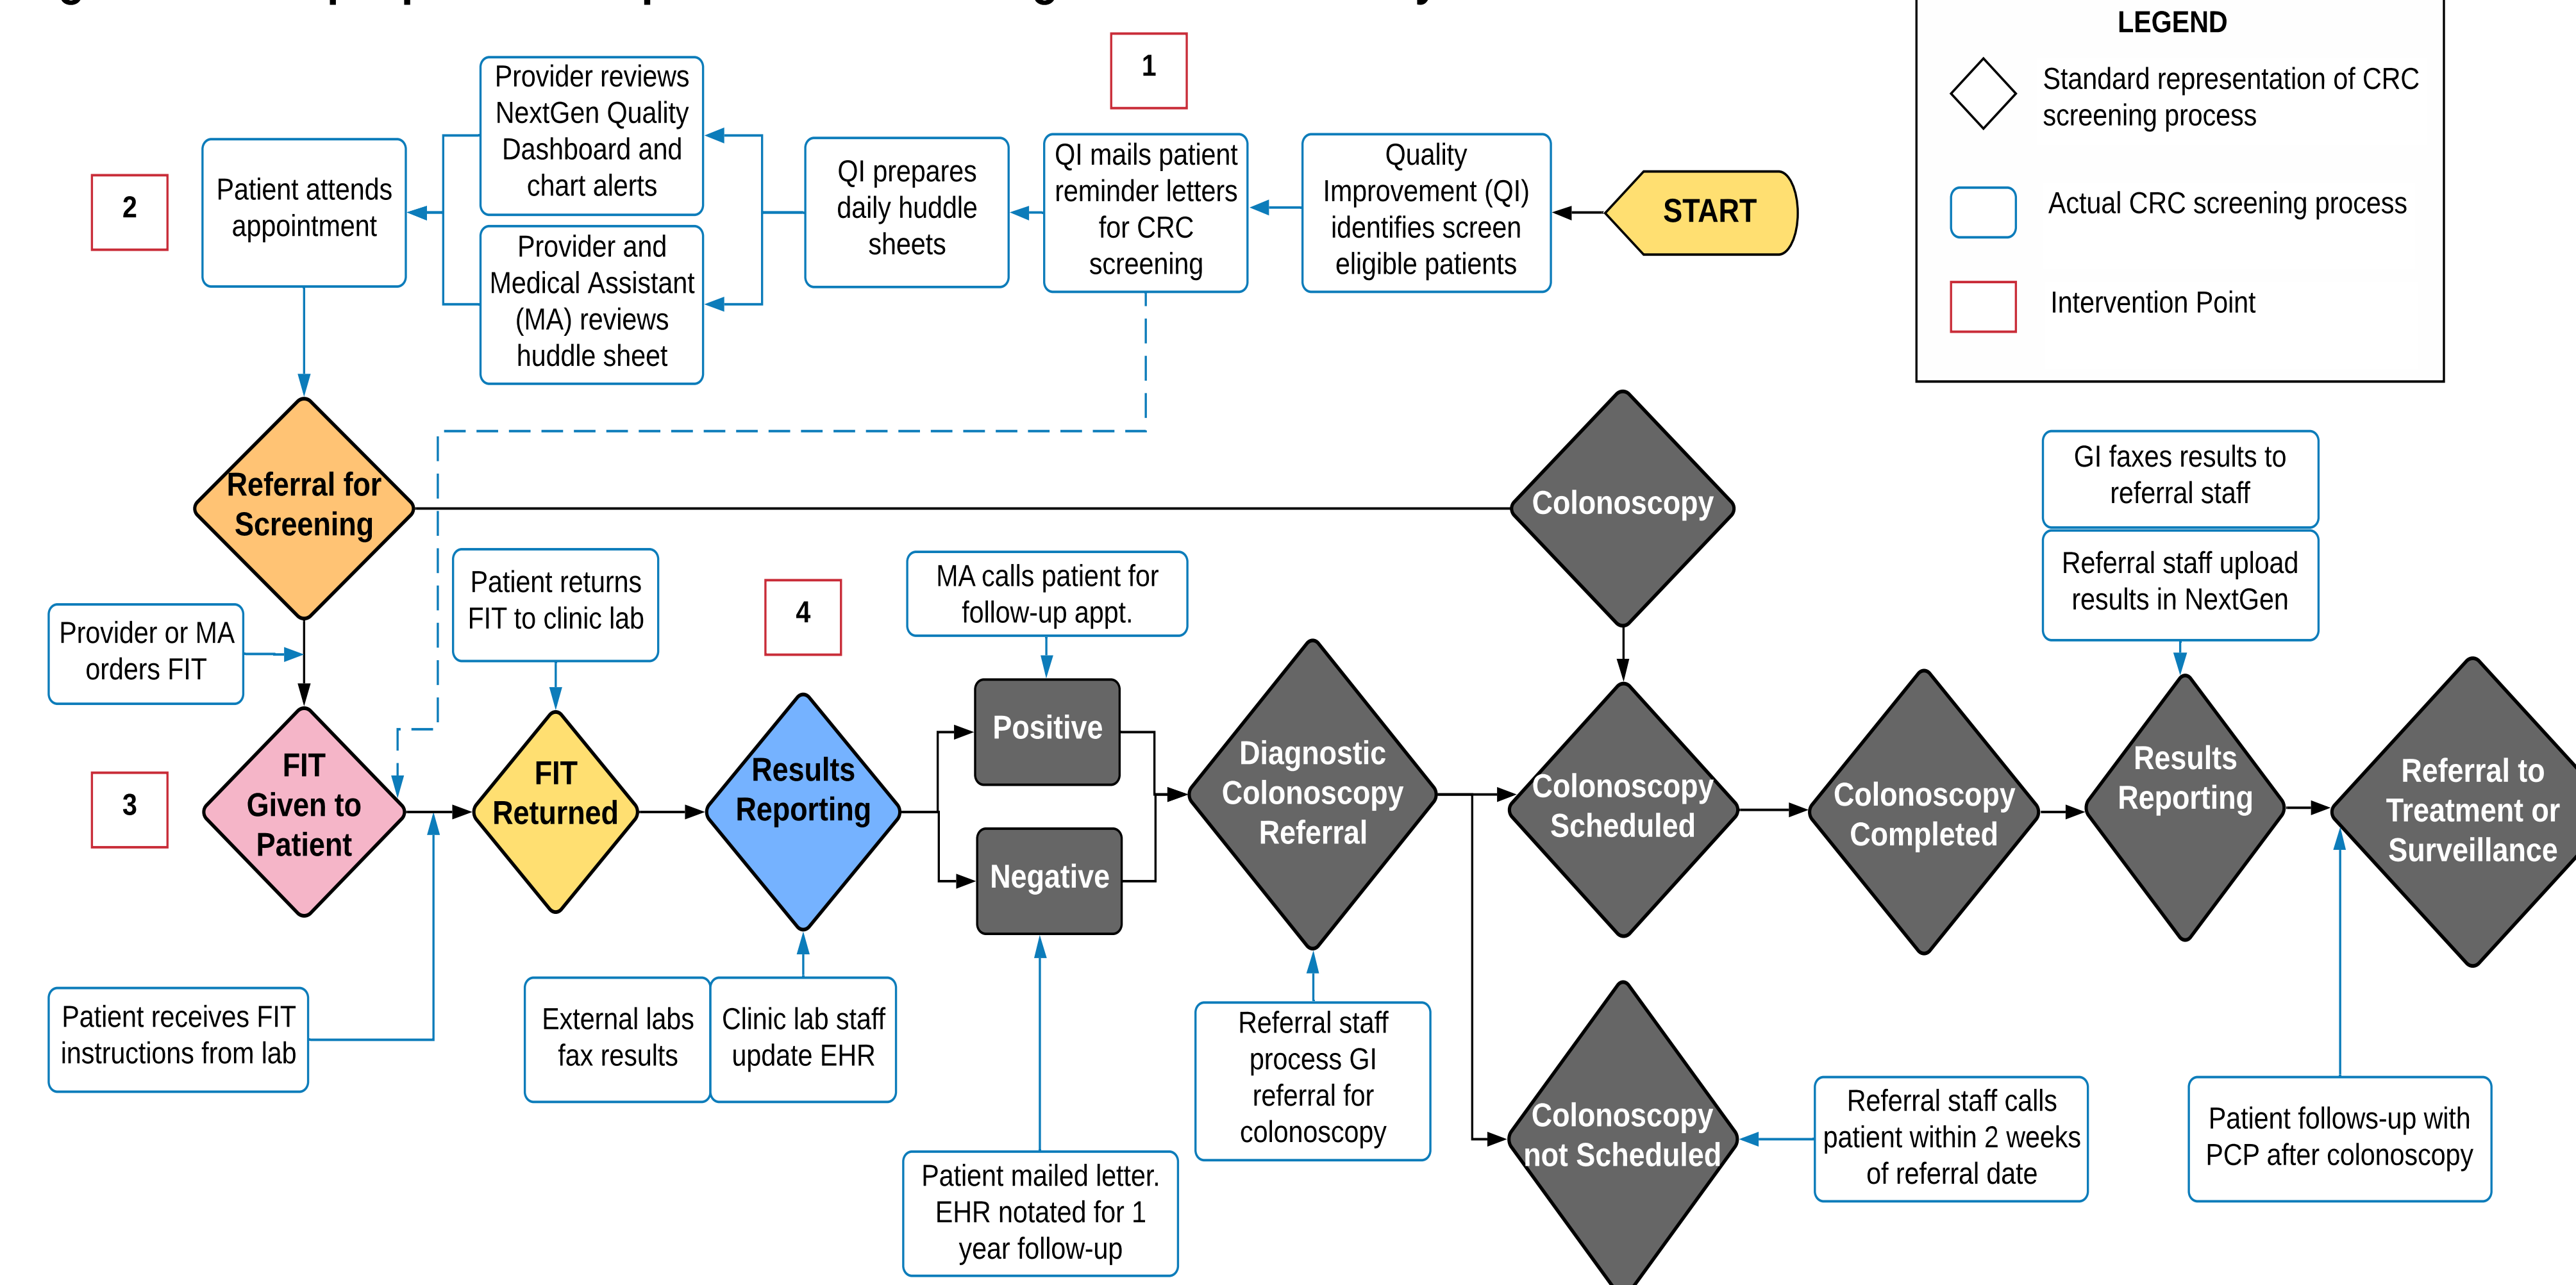 LEGEND
Standard representation of CRC
screening process
Actual CRC screening process
Intervention Point
1
2
Patient attends
appointment
Provider reviews
NextGen Quality
Dashboard and
chart alerts
Provider and
Medical Assistant
(MA) reviews
huddle sheet
QI prepares
daily huddle
sheets
QI mails patient
reminder letters
for CRC
screening
Quality
Improvement (QI)
identifies screen
eligible patients
START
Referral for
Screening
Colonoscopy
GI faxes results to
referral staff
Referral staff upload
results in NextGen
Provider or MA
orders FIT
Patient returns
FIT to clinic lab
4
MA calls patient for
follow-up appt.
3
FIT
Given to
Patient
FIT
Returned
Results
Reporting
Positive
Negative
Diagnostic
Colonoscopy
Referral
Colonoscopy
Scheduled
Colonoscopy
Completed
Results
Reporting
Referral to
Treatment or
Surveillance
Patient receives FIT
instructions from lab
External labs
fax results
Clinic lab staff
update EHR
Patient mailed letter.
EHR notated for 1
year follow-up
Referral staff
process GI
referral for
colonoscopy
Colonoscopy
not Scheduled
Referral staff calls
patient within 2 weeks
of referral date
Patient follows-up with
PCP after colonoscopy